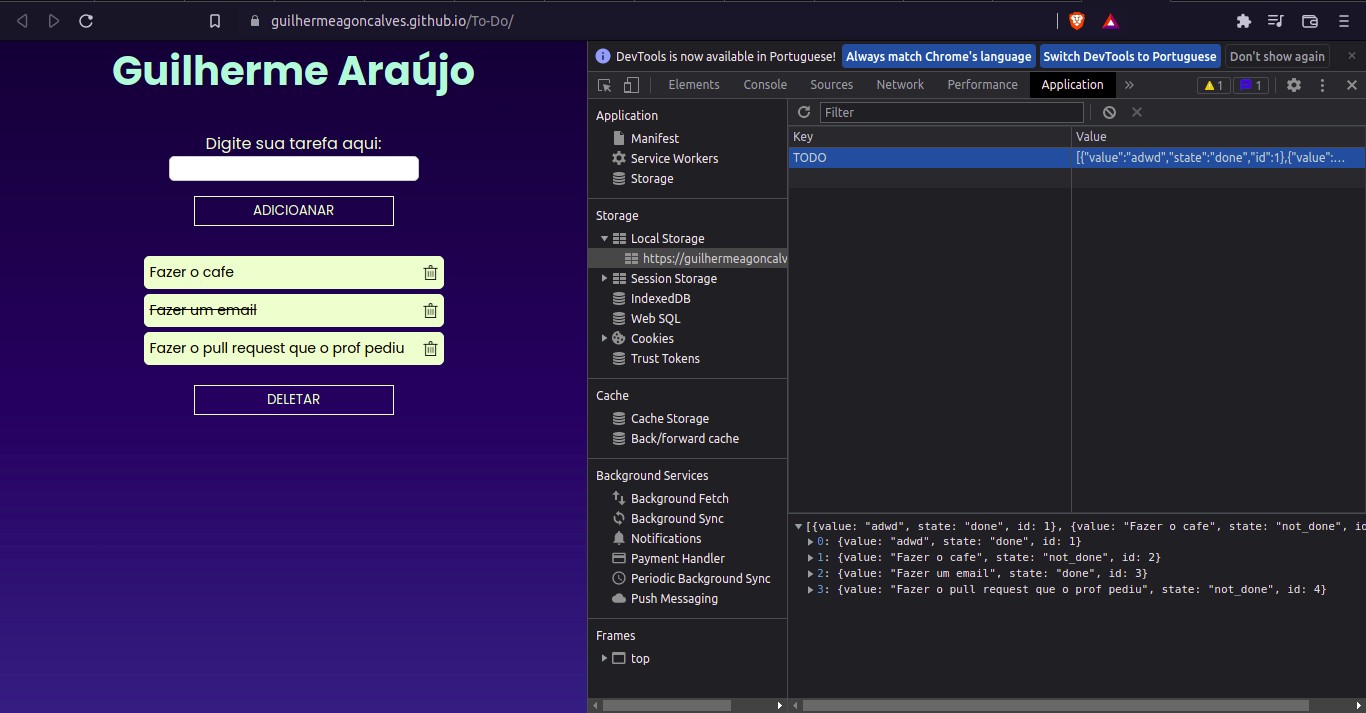 guilhermeagoncalves.github.io/To-Do/
Guilherme Araújo
Digite sua tarefa aqui:
ADICIOANAR
Fazer o cafe
Fazer um email
Fazer o pull request que o prof pediu
DELETAR
DevTools is now available in Portuguese! Always match Chrome's language Switch DevTools to Portuguese Don't show again
Elements Console Sources Network Performance Application 1 1
Application
Manifest
Service Workers
Storage
Storage
Local Storage
https://guilhermeagoncalv
Session Storage
IndexedDB
Web SQL
Cookies
Trust Tokens
Cache
Cache Storage
Back/forward cache
Background Services
Background Fetch
Background Sync
Notifications
Payment Handler
Periodic Background Sync
Push Messaging
Frames
top
Filter
Key Value
TODO [{"value":"adwd","state":"done","id":1},{"value":...
[{value: "adwd", state: "done", id: 1}, {value: "Fazer o cafe", state: "not_done", id
0: {value: "adwd", state: "done", id: 1}
1: {value: "Fazer o cafe", state: "not_done", id: 2}
2: {value: "Fazer um email", state: "done", id: 3}
3: {value: "Fazer o pull request que o prof pediu", state: "not_done", id: 4}